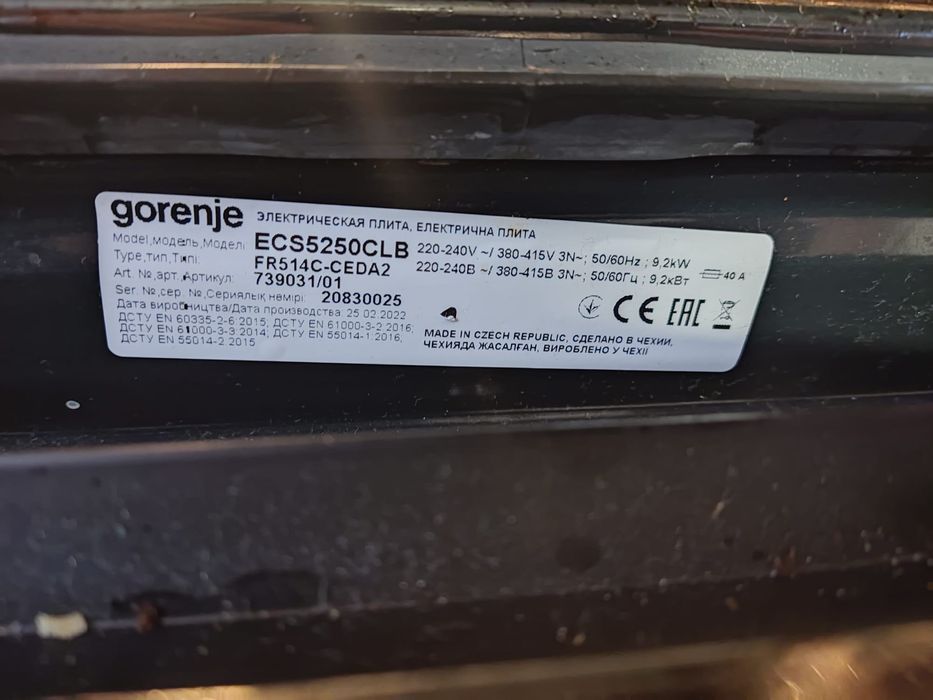 gorenje ЭЛЕКТРИЧЕСКАЯ ПЛИТА, ЕЛЕКТРИЧНА ПЛИТА
Model,модель,Моделі ECS5250CLB 220-240V ~/ 380-415V 3N~; 50/60Hz ; 9,2kW
Type,тип,Типі: FR514C-CEDA2 220-240В ~/ 380-415В 3N~; 50/60Гц ; 9,2кВт 40 A
Art. №,арт.,Артикул: 739031/01
Ser. №,сер. №,Сериялық нөмірі: 20830025
Дата виробництва/Дата производства: 25.02.2022
ДСТУ EN 60335-2-6:2015; ДСТУ EN 61000-3-2:2016;
ДСТУ EN 61000-3-3:2014; ДСТУ EN 55014-1:2016;
ДСТУ EN 55014-2:2015
CE EAC
MADE IN CZECH REPUBLIC, СДЕЛАНО В ЧЕХИИ,
ЧЕХИЯДА ЖАСАЛҒАН, ВИРОБЛЕНО У ЧЕХІЇ